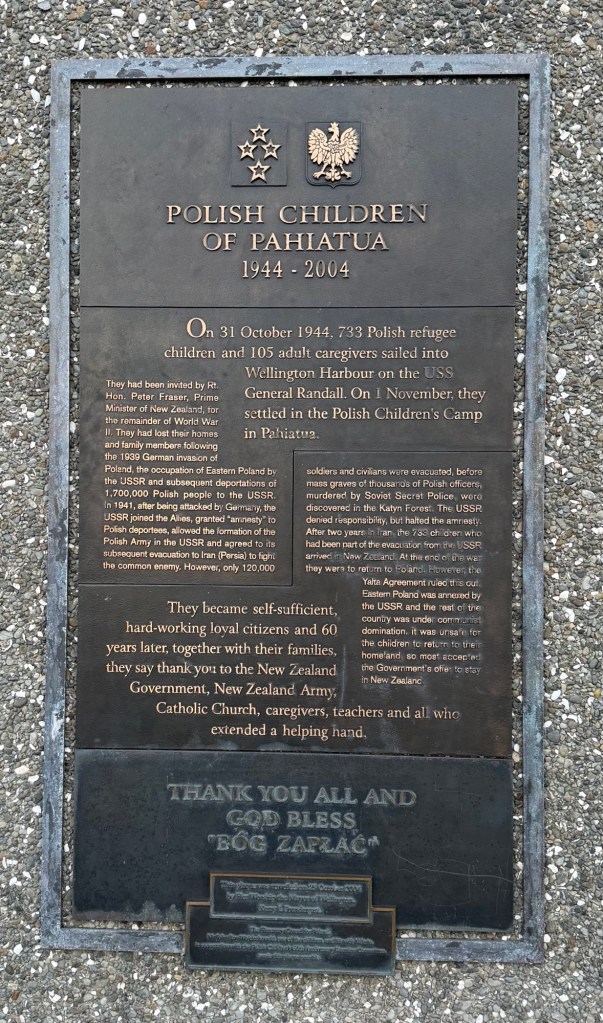 POLISH CHILDREN
OF PAHIATUA
1944 - 2004
On 31 October 1944, 733 Polish refugee
children and 105 adult caregivers sailed into
Wellington Harbour on the USS
General Randall. On 1 November, they
settled in the Polish Children's Camp
in Pahiatua.
They had been invited by Rt.
Hon. Peter Fraser, Prime
Minister of New Zealand, for
the remainder of World War
II. They had lost their homes
and family members following
the 1939 German invasion of
Poland, the occupation of Eastern Poland by
the USSR and subsequent deportations of
1,700,000 Polish people to the USSR.
In 1941, after being attacked by Germany, the
USSR joined the Allies, granted "amnesty" to
Polish deportees, allowed the formation of the
Polish Army in the USSR and agreed to its
subsequent evacuation to Iran (Persia) to fight
the common enemy. However, only 120,000
soldiers and civilians were evacuated, before
mass graves of thousands of Polish officers,
murdered by Soviet Secret Police, were
discovered in the Katyn Forest. The USSR
denied responsibility, but halted the amnesty.
After two years in Iran, the 733 children who
had been part of the evacuation from the USSR
arrived in New Zealand. At the end of the war
they were to return to Poland. However, the
Yalta Agreement ruled this out.
Eastern Poland was annexed by
the USSR and the rest of the
country was under communist
domination. It was unsafe for
the children to return to their
homeland, so most accepted
the Government's offer to stay
in New Zealand.
They became self-sufficient,
hard-working loyal citizens and 60
years later, together with their families,
they say thank you to the New Zealand
Government, New Zealand Army,
Catholic Church, caregivers, teachers and all who
extended a helping hand.
THANK YOU ALL AND
GOD BLESS
"BÓG ZAPŁAĆ"
This plaque was unveiled on October 2004